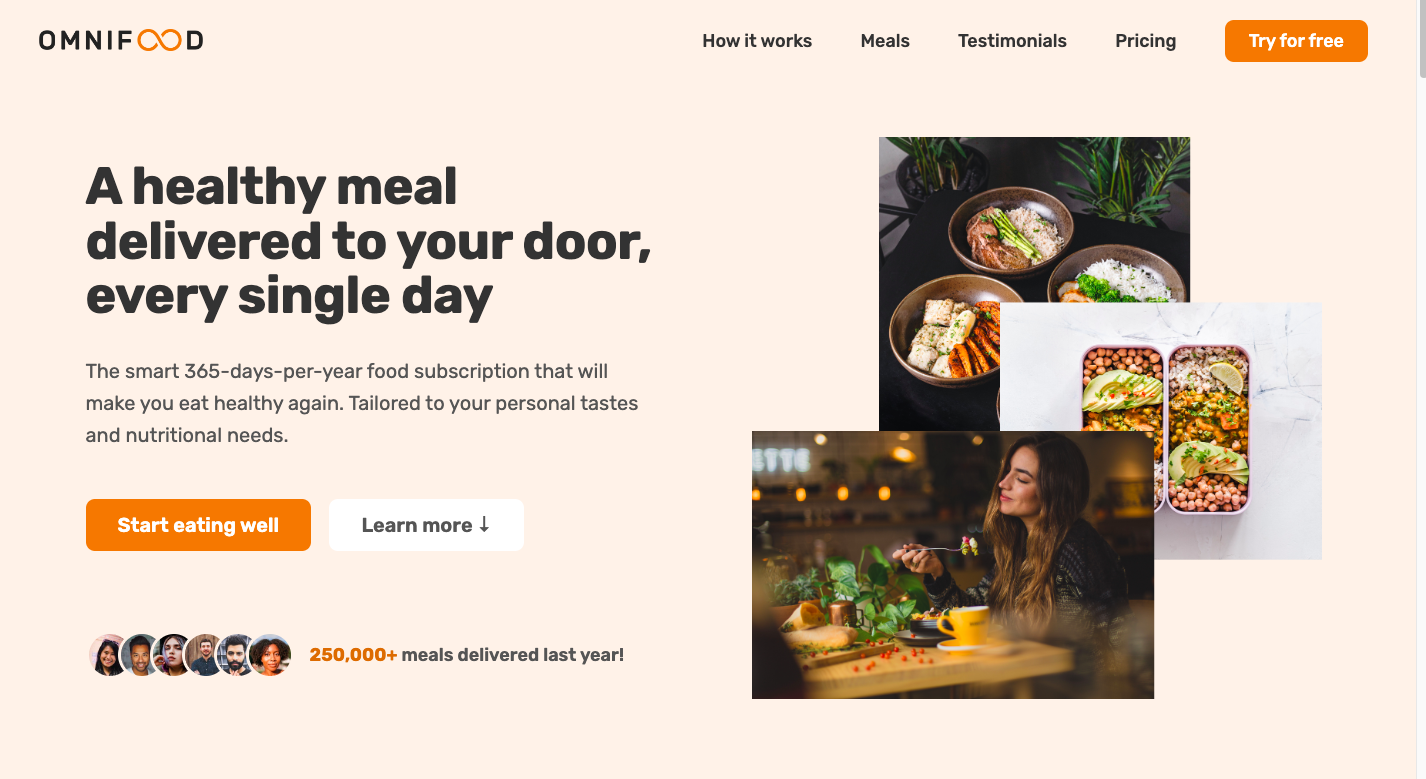 OMNIFOOD
How it works
Meals
Testimonials
Pricing
Try for free
A healthy meal
delivered to your door,
every single day
The smart 365-days-per-year food subscription that will
make you eat healthy again. Tailored to your personal tastes
and nutritional needs.
Start eating well
Learn more ↓
250,000+ meals delivered last year!
ETTE